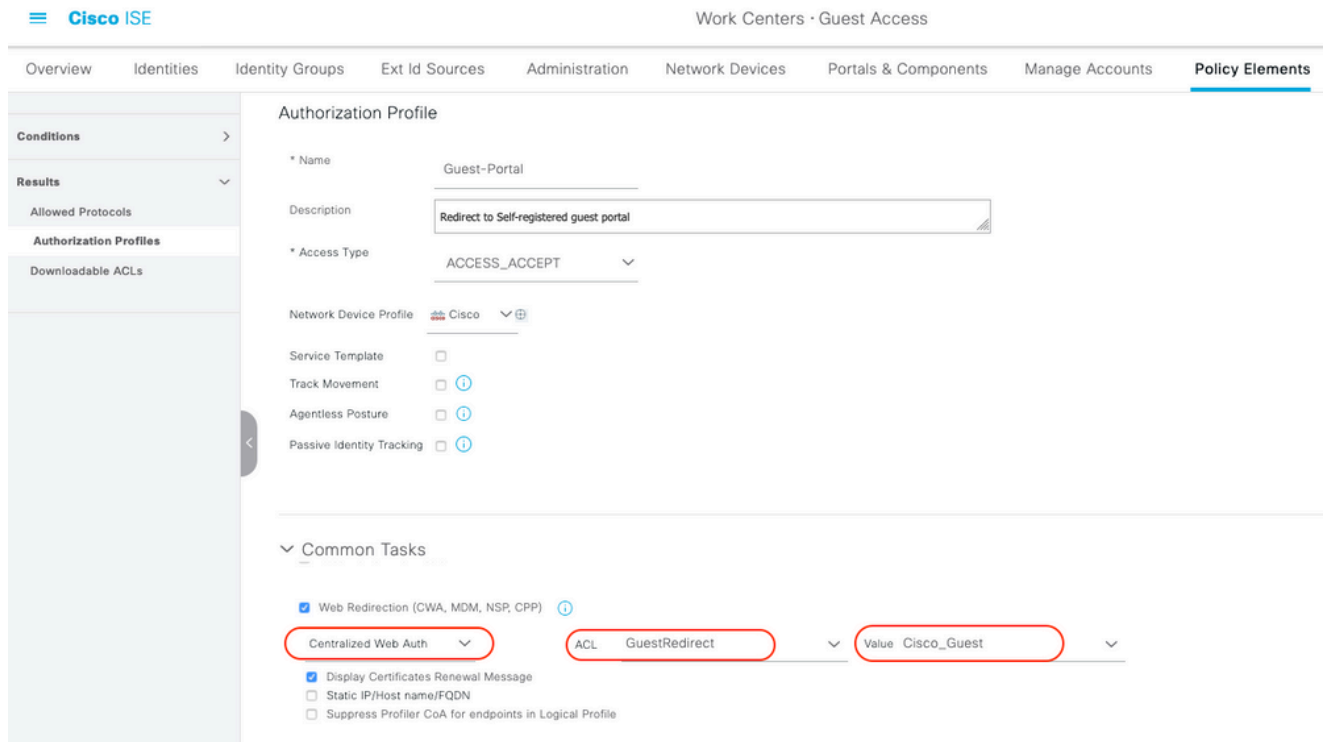 Cisco ISE
Work Centers · Guest Access
Overview Identities Identity Groups Ext Id Sources Administration Network Devices Portals & Components Manage Accounts Policy Elements
Conditions
Results
Allowed Protocols
Authorization Profiles
Downloadable ACLs
Authorization Profile
* Name Guest-Portal
Description Redirect to Self-registered guest portal
* Access Type ACCESS_ACCEPT
Network Device Profile Cisco
Service Template
Track Movement
Agentless Posture
Passive Identity Tracking
Common Tasks
Web Redirection (CWA, MDM, NSP, CPP)
Centralized Web Auth ACL GuestRedirect Value Cisco_Guest
Display Certificates Renewal Message
Static IP/Host name/FQDN
Suppress Profiler CoA for endpoints in Logical Profile